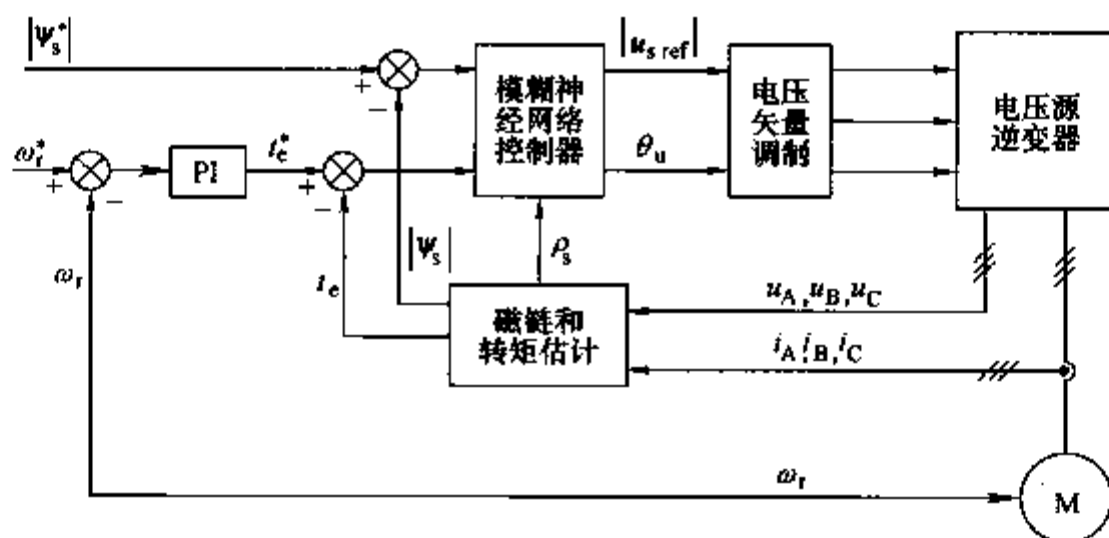 |ψs*|
|us ref|
模糊神
经网络
控制器
电压
矢量
调制
电压源
逆变器
ωr*
+
−
PI
te*
+
−
−
θu
ωr
te
|ψs|
ρs
磁链和
转矩估计
uA,uB,uC
iA,iB,iC
ωr
M